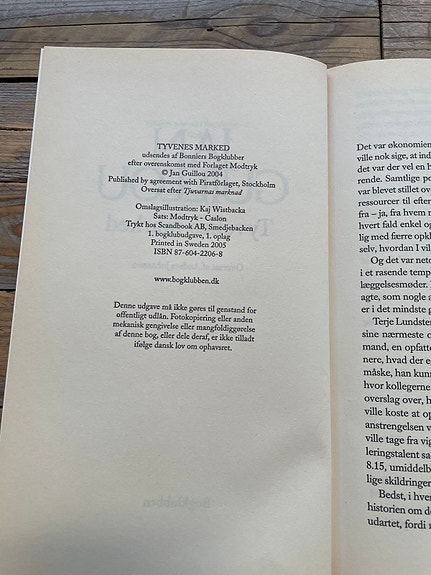 TYVENES MARKED
udsendes af Bonniers Bogklubber
efter overenskomst med Forlaget Modtryk
© Jan Guillou 2004
Published by agreement with Piratförlaget, Stockholm
Oversat efter Tjuvarnas marknad
Omslagsillustration: Kaj Wistbacka
Sats: Modtryk - Caslon
Trykt hos Scandbook AB, Smedjebacken
1. bogklubudgave, 1. oplag
Printed in Sweden 2005
ISBN 87-604-2206-8
www.bogklubben.dk
Denne udgave må ikke gøres til genstand for
offentligt udlån. Fotokopiering eller anden
mekanisk gengivelse eller mangfoldiggørelse
af denne bog, eller dele deraf, er ikke tilladt
ifølge dansk lov om ophavsret.
Det var økonomien
ville nok sige, at ind
det var der vel en h
rende. Samtlige po
var blevet stillet ove
ressourcer til efter
fra – ja, fra hvem m
hvert fald enkel o
lig med færre opkl
selv, hvordan I vil
Og det var neto
i et rasende tempo
læggelsesmøder. I
agte, som nogle a
er i det mindste g
Terje Lundsten
sine nærmeste o
mand, en opfatte
nere, hvad der e
måske, han kunn
hvor kollegerne
overslag over, h
ville koste at op
anstrengelsen v
ville tage fra vig
leringstalent sa
8.15, umiddelb
lige skildringer
Bedst, i hver
historien om de
udartet, fordi n